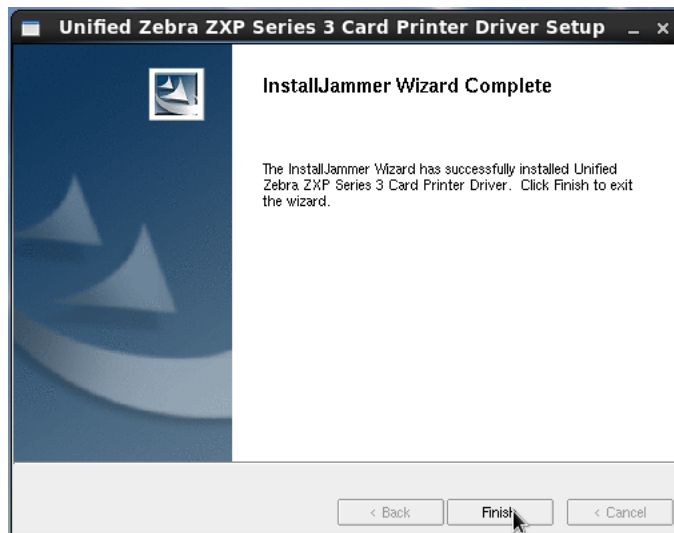 Unified Zebra ZXP Series 3 Card Printer Driver Setup
InstallJammer Wizard Complete
The InstallJammer Wizard has successfully installed Unified
Zebra ZXP Series 3 Card Printer Driver. Click Finish to exit
the wizard.
< Back
Finish
< Cancel